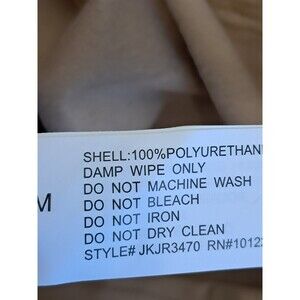 M
SHELL:100%POLYURETHAN
DAMP WIPE ONLY
DO NOT MACHINE WASH
DO NOT BLEACH
DO NOT IRON
DO NOT DRY CLEAN
STYLE# JKJR3470 RN#10122